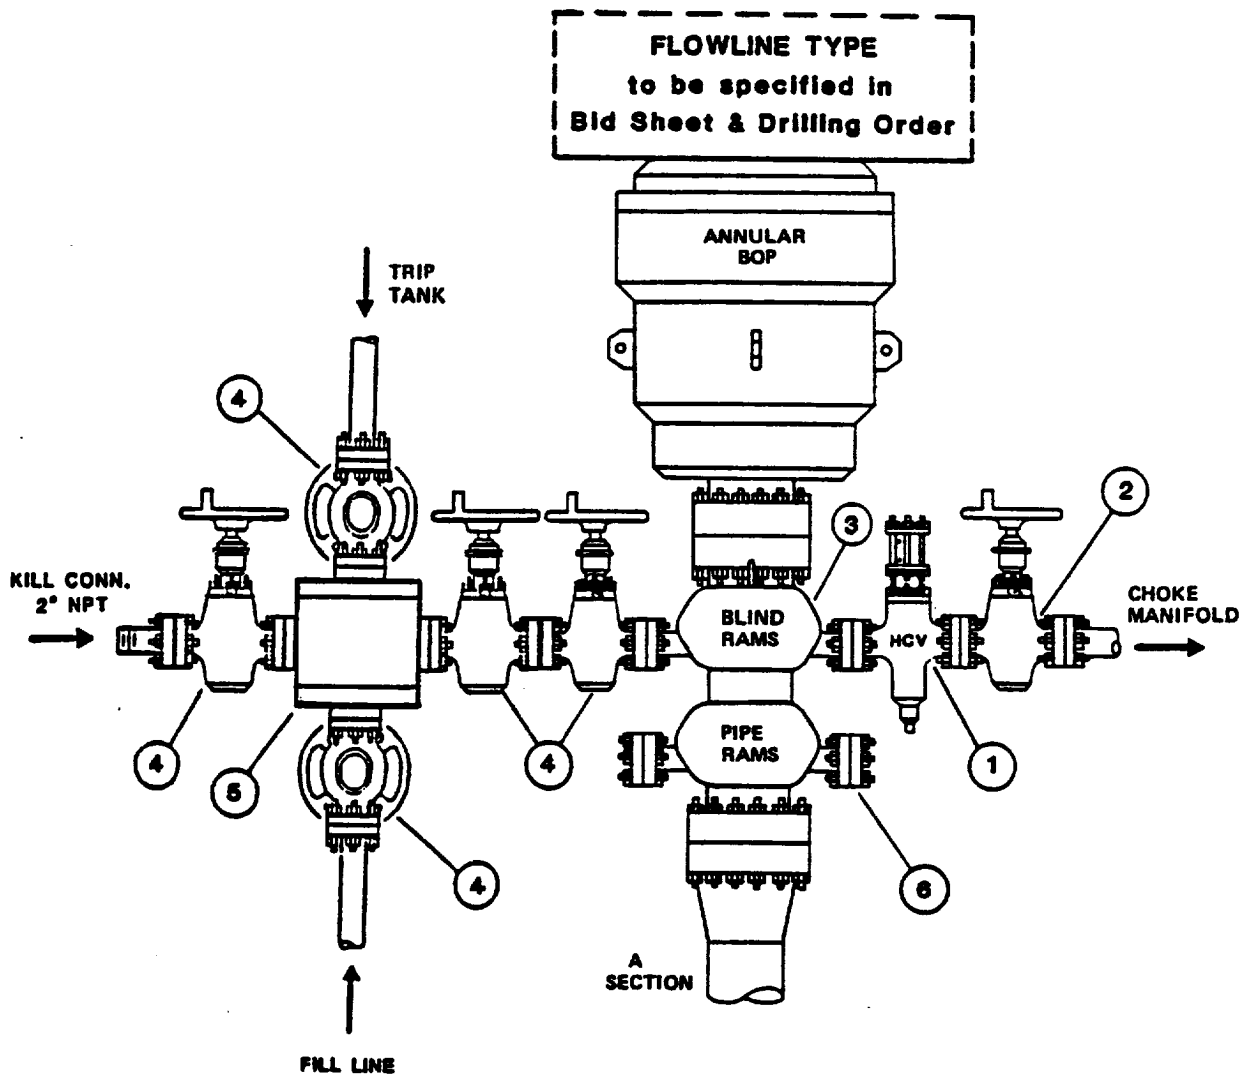 FLOWLINE TYPE
to be specified in
Bid Sheet & Drilling Order
ANNULAR
BOP
TRIP
TANK
4
2
3
KILL CONN.
2" NPT
BLIND
RAMS
HCV
CHOKE
MANIFOLD
PIPE
RAMS
4
5
4
1
4
6
A
SECTION
FILL LINE